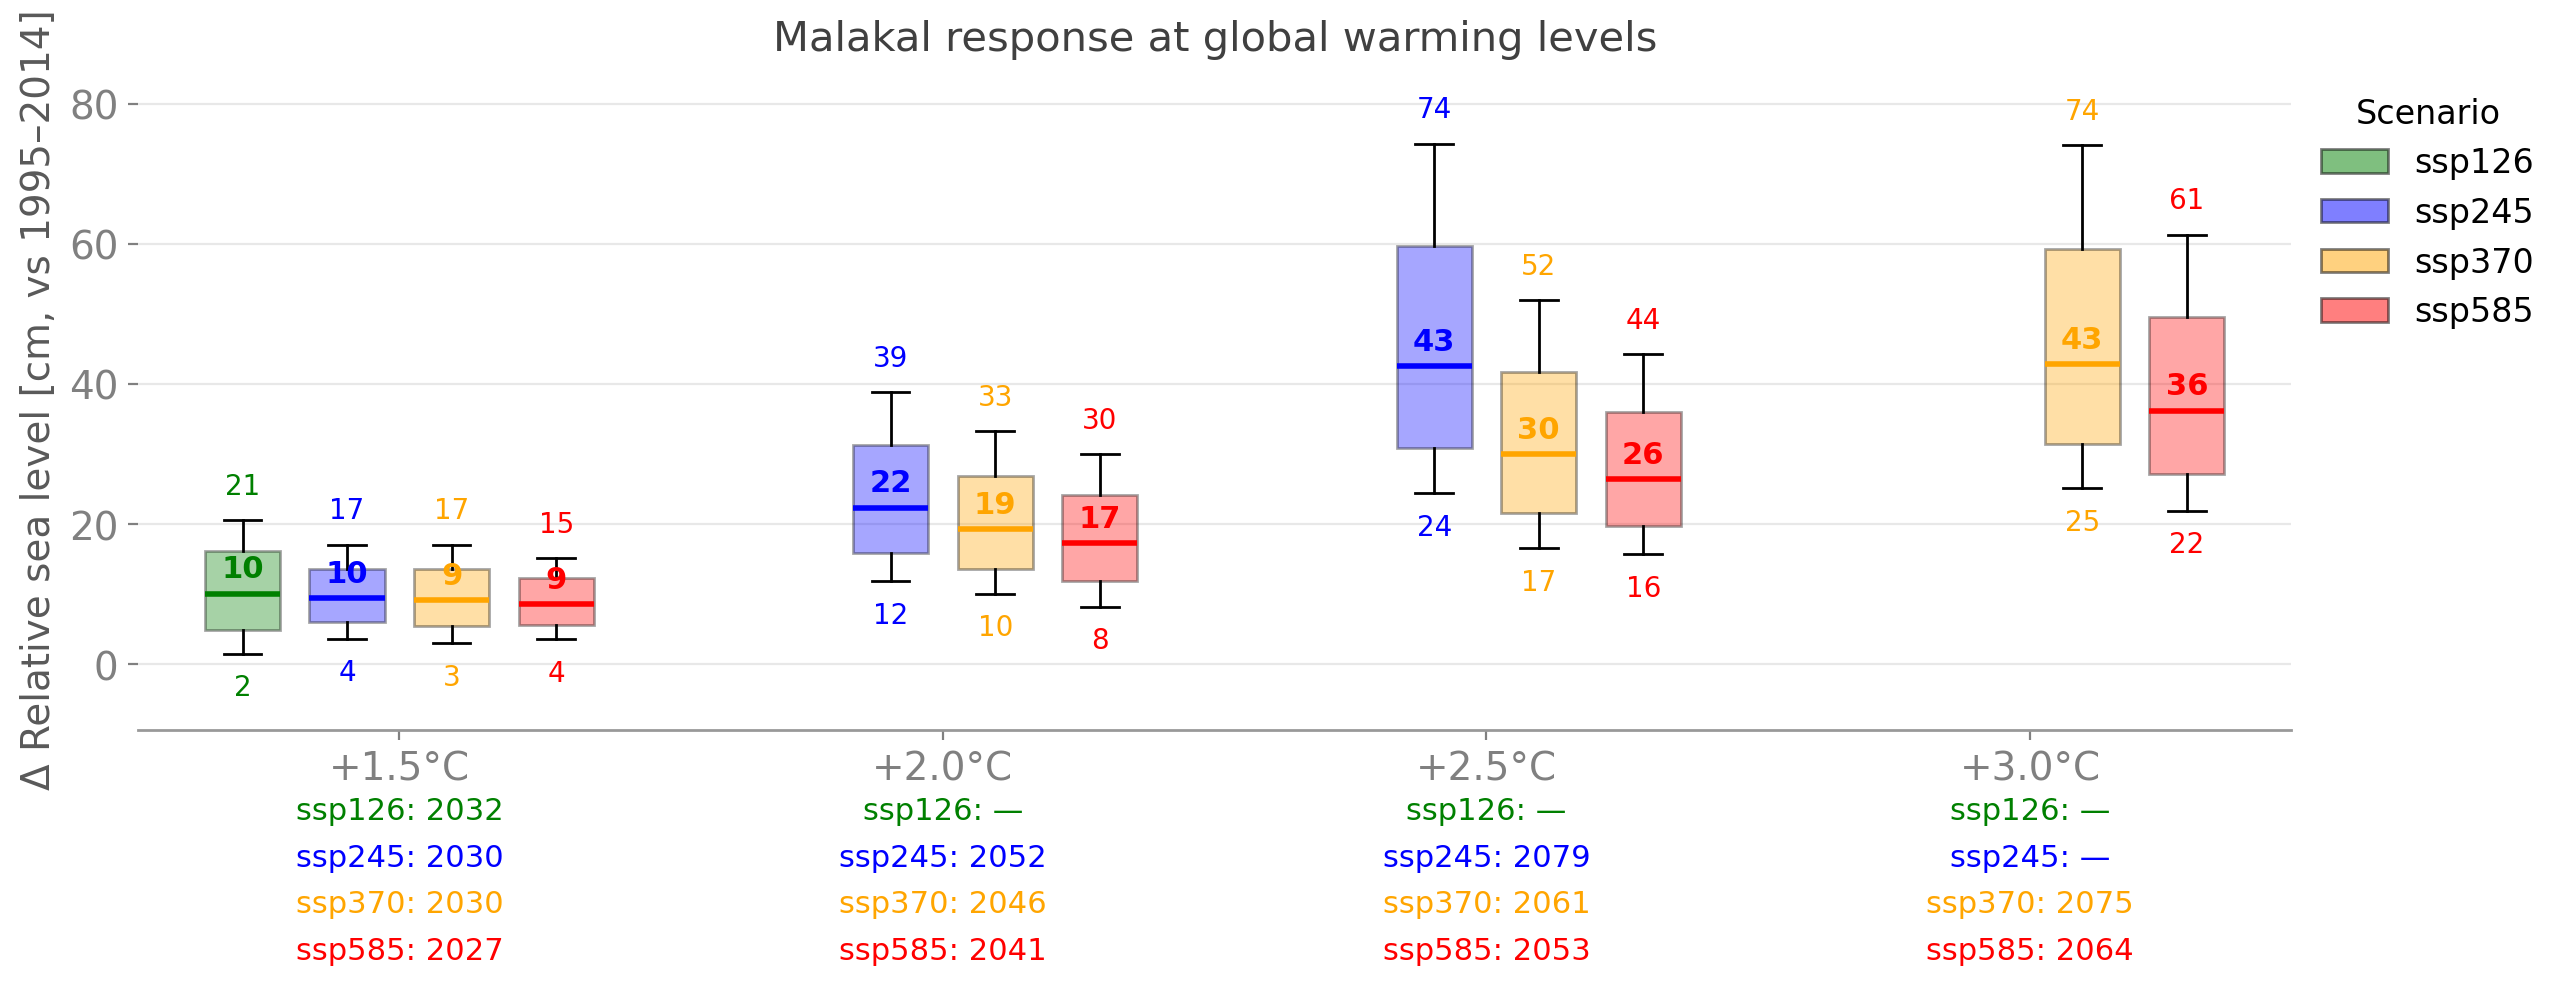 Malakal response at global warming levels
Δ Relative sea level [cm, vs 1995–2014]
80
60
40
20
0
21
10
2
17
10
4
17
9
3
15
9
4
39
22
12
33
19
10
30
17
8
74
43
24
52
30
17
44
26
16
74
43
25
61
36
22
Scenario
ssp126
ssp245
ssp370
ssp585
+1.5°C
ssp126: 2032
ssp245: 2030
ssp370: 2030
ssp585: 2027
+2.0°C
ssp126: —
ssp245: 2052
ssp370: 2046
ssp585: 2041
+2.5°C
ssp126: —
ssp245: 2079
ssp370: 2061
ssp585: 2053
+3.0°C
ssp126: —
ssp245: —
ssp370: 2075
ssp585: 2064